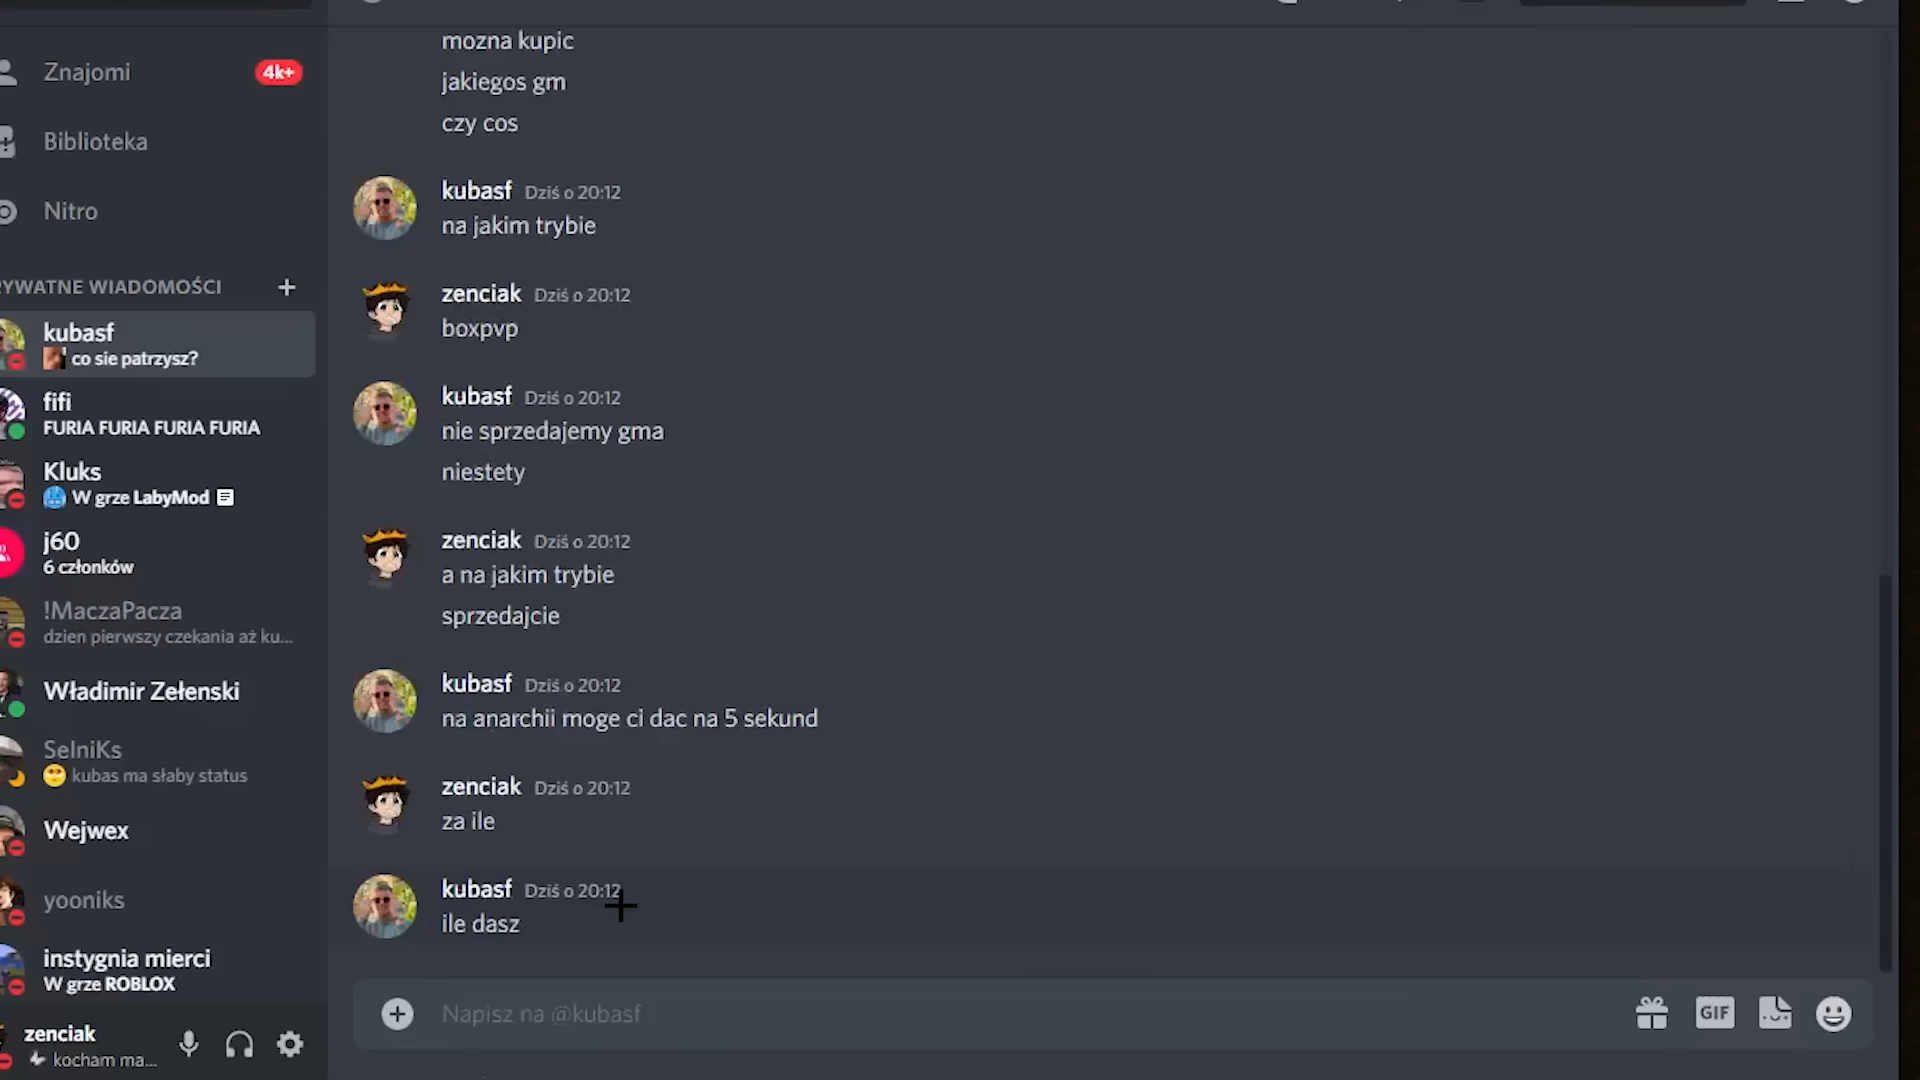 Znajomi
4k+
Biblioteka
Nitro
RYWATNE WIADOMOŚCI
kubasf
co sie patrzysz?
fifi
FURIA FURIA FURIA FURIA
Kluks
W grze LabyMod
j60
6 członków
!MaczaPacza
dzien pierwszy czekania aż ku...
Władimir Zełenski
SelniKs
kubas ma słaby status
Wejwex
yooniks
instygnia mierci
W grze ROBLOX
zenciak
kocham ma...
mozna kupic
jakiegos gm
czy cos
kubasf Dziś o 20:12
na jakim trybie
zenciak Dziś o 20:12
boxpvp
kubasf Dziś o 20:12
nie sprzedajemy gma
niestety
zenciak Dziś o 20:12
a na jakim trybie
sprzedajcie
kubasf Dziś o 20:12
na anarchii moge ci dac na 5 sekund
zenciak Dziś o 20:12
za ile
kubasf Dziś o 20:12
ile dasz
Napisz na @kubasf
GIF